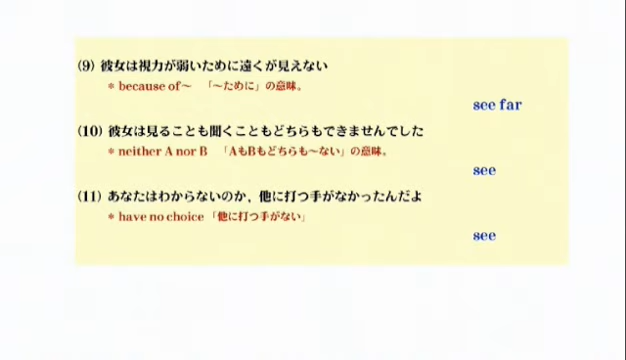 (9) 彼女は視力が弱いために遠くが見えない
* because of～ 「～ために」の意味。
see far
(10) 彼女は見ることも聞くこともどちらもできませんでした
* neither A nor B 「AもBもどちらも～ない」の意味。
see
(11) あなたはわからないのか, 他に打つ手がなかったんだよ
* have no choice 「他に打つ手がない」
see